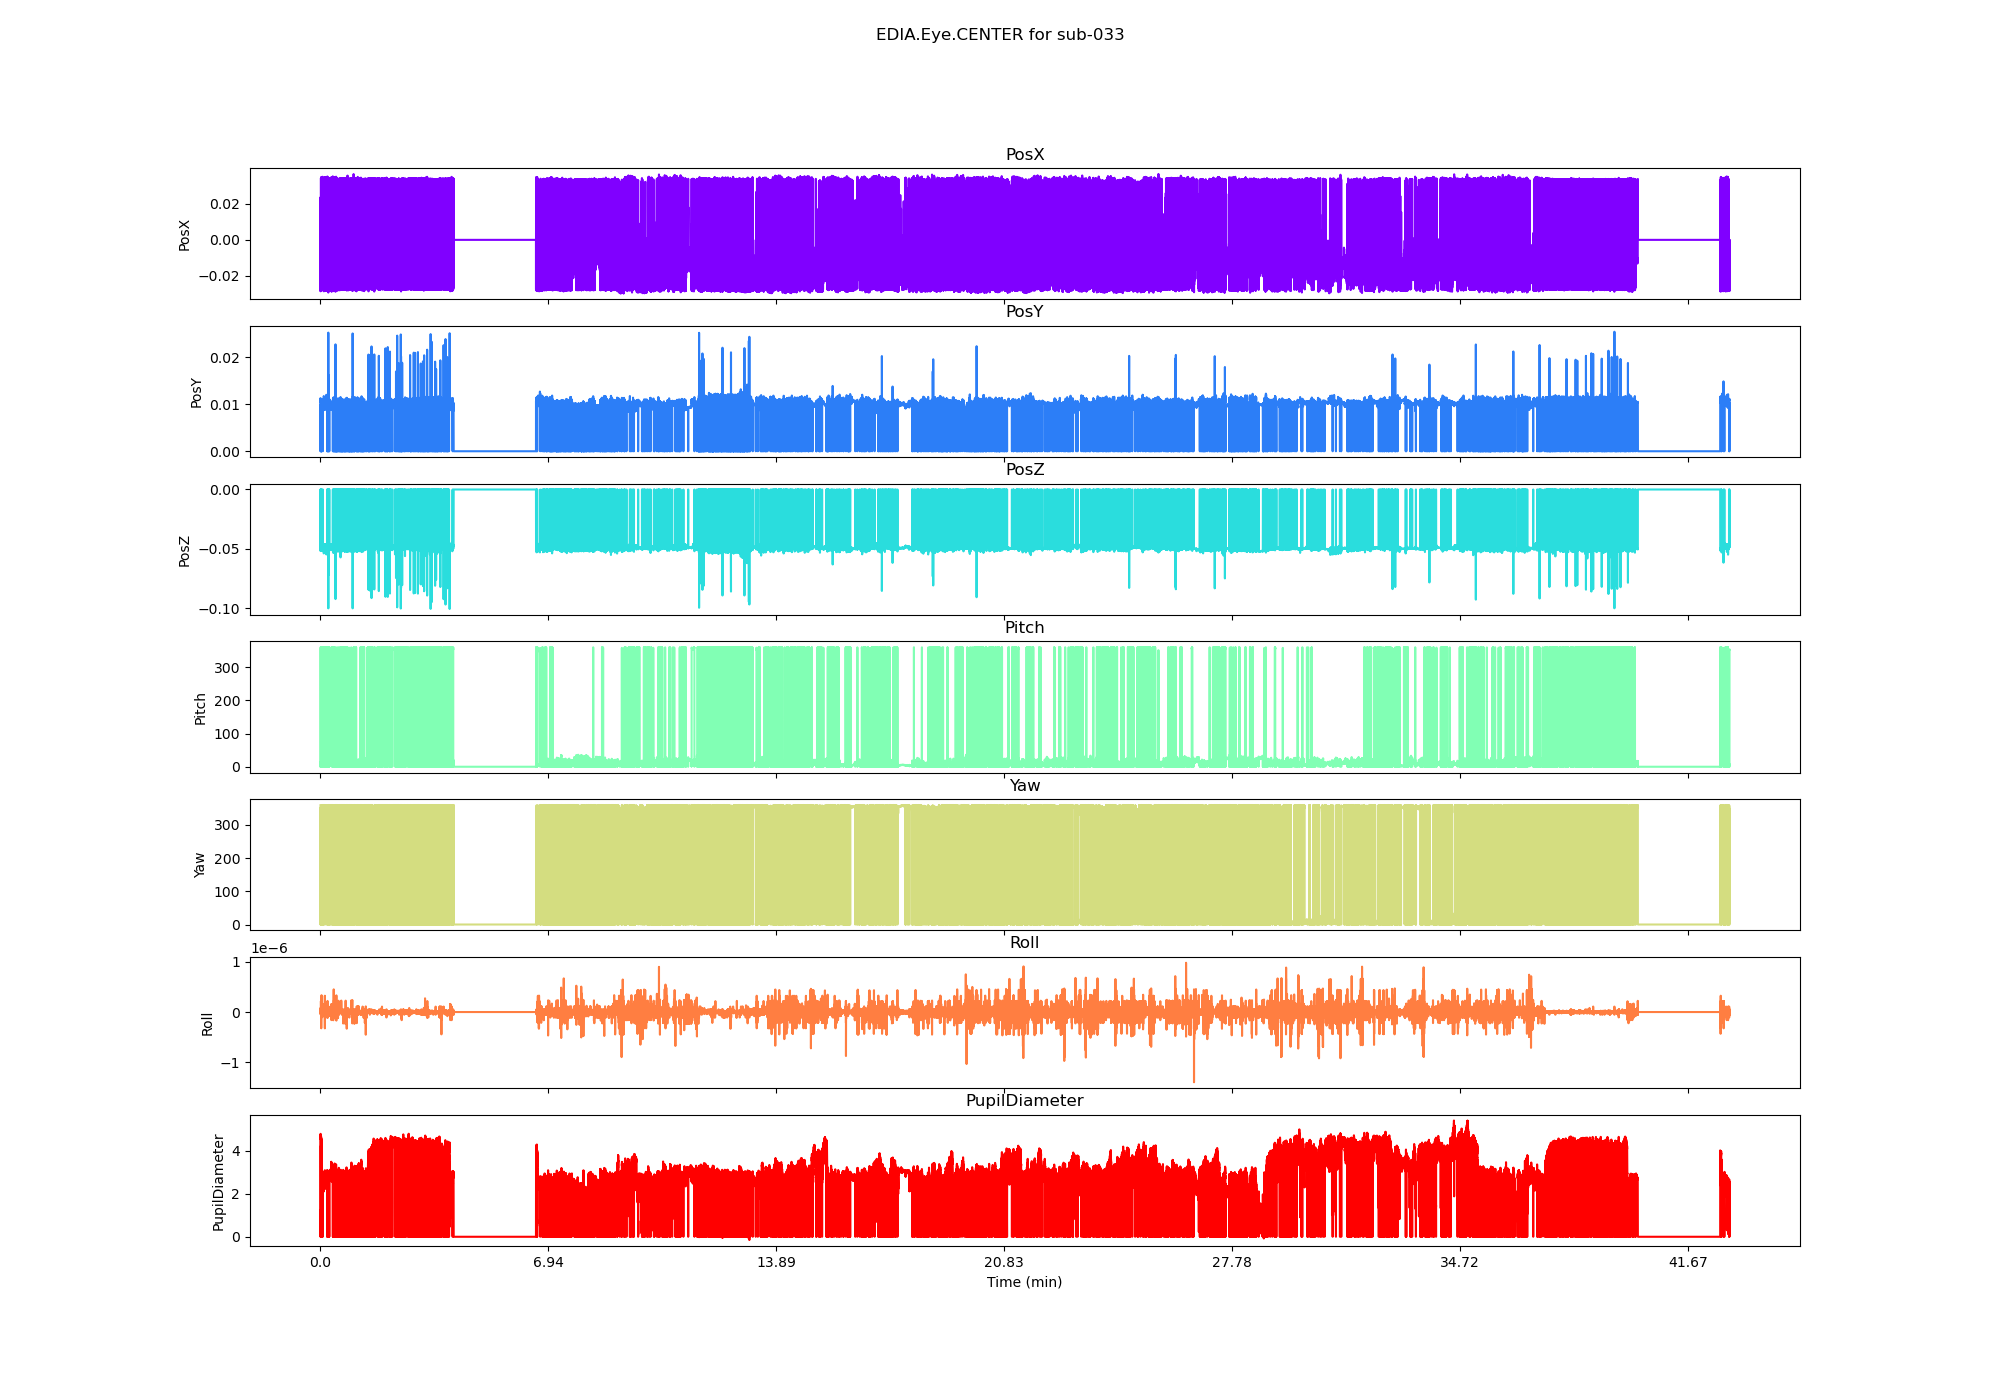 EDIA.Eye.CENTER for sub-033
PosX
0.02
0.00
−0.02
PosX
PosY
0.02
0.01
0.00
PosY
PosZ
0.00
−0.05
−0.10
PosZ
Pitch
300
200
100
0
Pitch
Yaw
300
200
100
0
Yaw
1e−6
Roll
1
0
−1
Roll
PupilDiameter
4
2
0
PupilDiameter
0.0 6.94 13.89 20.83 27.78 34.72 41.67
Time (min)